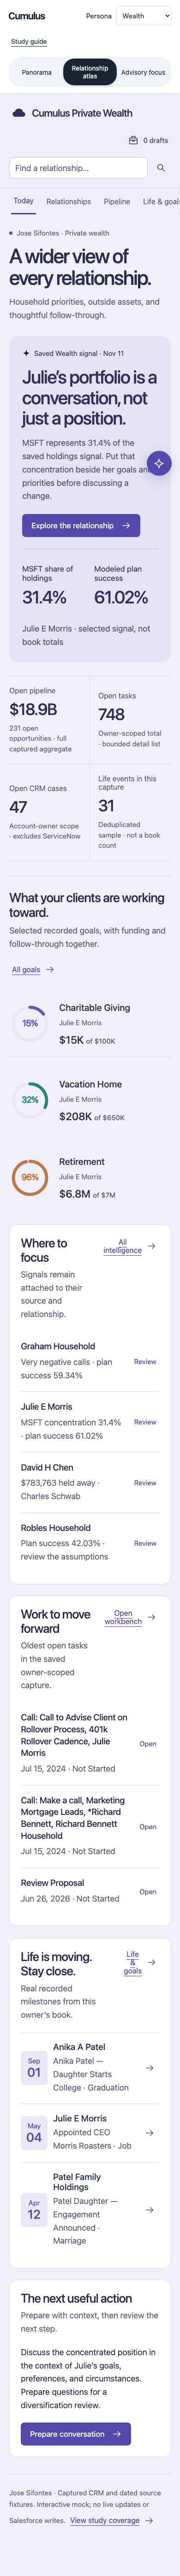 Cumulus
Persona
Wealth
Study guide
Panorama
Relationship
atlas
Advisory focus
Cumulus Private Wealth
0 drafts
Find a relationship...
Today
Relationships
Pipeline
Life & goals
Jose Sifontes · Private wealth
A wider view of
every relationship.
Household priorities, outside assets, and
thoughtful follow-through.
Saved Wealth signal · Nov 11
Julie's portfolio is a
conversation, not
just a position.
MSFT represents 31.4% of the
saved holdings signal. Put that
concentration beside her goals and
priorities before discussing a
change.
Explore the relationship
MSFT share of
holdings
31.4%
Modeled plan
success
61.02%
Julie E Morris · selected signal, not
book totals
Open pipeline
$18.9B
231 open
opportunities · full
captured aggregate
Open tasks
748
Owner-scoped total
· bounded detail list
Open CRM cases
47
Account-owner scope
· excludes ServiceNow
Life events in this
capture
31
Deduplicated
sample · not a book
count
What your clients are working
toward.
Selected recorded goals, with funding and
follow-through together.
All goals
15%
Charitable Giving
Julie E Morris
$15K of $100K
32%
Vacation Home
Julie E Morris
$208K of $650K
96%
Retirement
Julie E Morris
$6.8M of $7M
Where to
focus
All
intelligence
Signals remain
attached to their
source and
relationship.
Graham Household
Very negative calls · plan
success 59.34%
Review
Julie E Morris
MSFT concentration 31.4%
· plan success 61.02%
Review
David H Chen
$783,763 held away ·
Charles Schwab
Review
Robles Household
Plan success 42.03% ·
review the assumptions
Review
Work to move
forward
Open
workbench
Oldest open tasks
in the saved
owner-scoped
capture.
Call: Call to Advise Client on
Rollover Process, 401k
Rollover Cadence, Julie
Morris
Jul 15, 2024 · Not Started
Open
Call: Make a call, Marketing
Mortgage Leads, *Richard
Bennett, Richard Bennett
Household
Jul 15, 2024 · Not Started
Open
Review Proposal
Jun 26, 2026 · Not Started
Open
Life is moving.
Stay close.
Life
&
goals
Real recorded
milestones from this
owner's book.
Sep
01
Anika A Patel
Anika Patel —
Daughter Starts
College · Graduation
May
04
Julie E Morris
Appointed CEO
Morris Roasters · Job
Apr
12
Patel Family
Holdings
Patel Daughter —
Engagement
Announced ·
Marriage
The next useful action
Prepare with context, then review the
next step.
Discuss the concentrated position in
the context of Julie's goals,
preferences, and circumstances.
Prepare questions for a
diversification review.
Prepare conversation
Jose Sifontes · Captured CRM and dated source
fixtures. Interactive mock; no live updates or
Salesforce writes. View study coverage